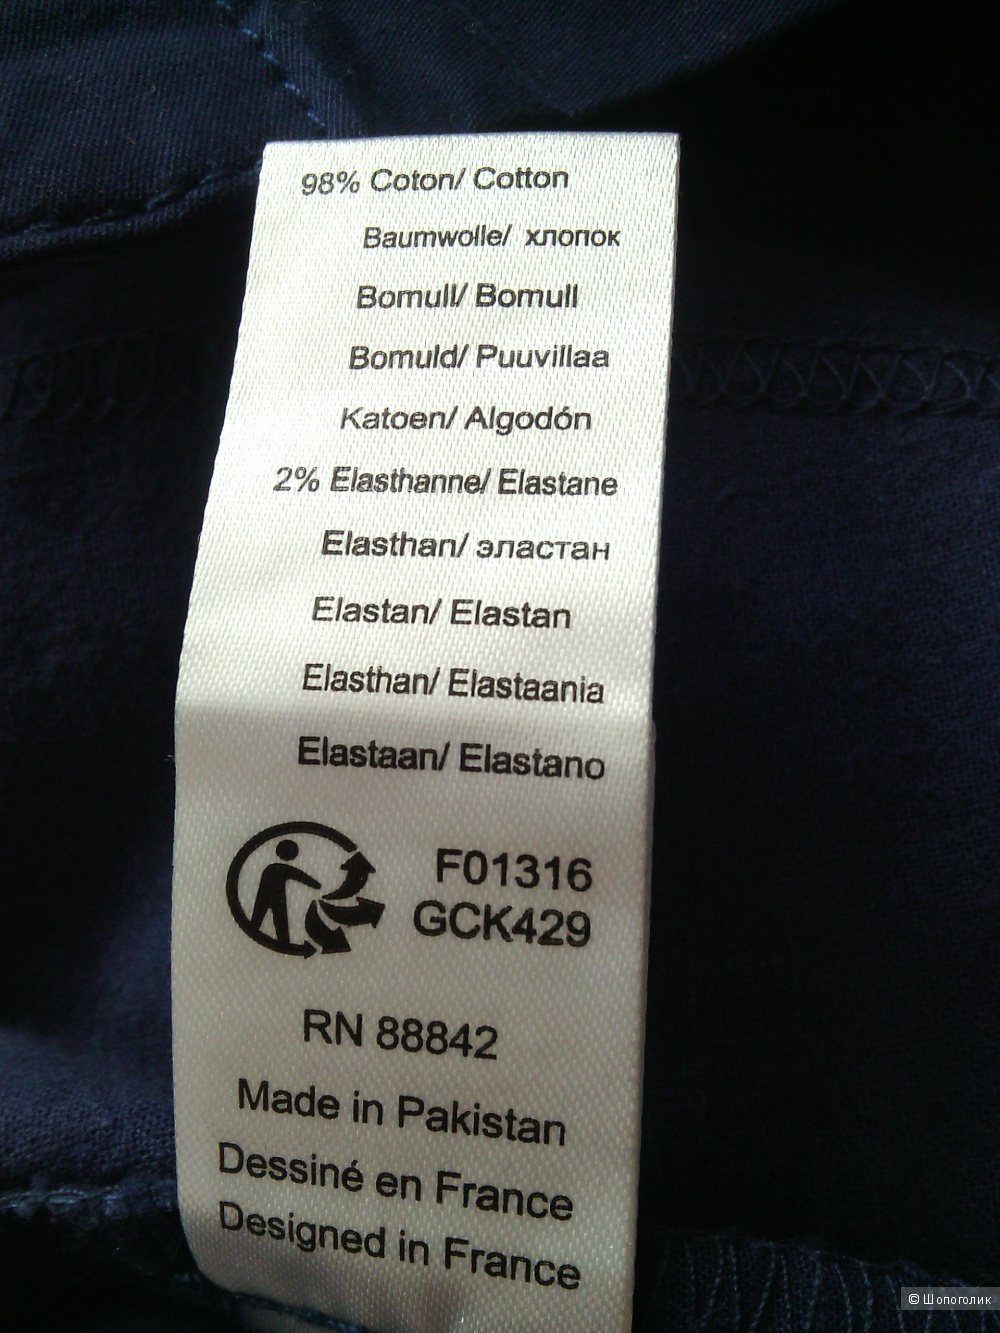 98% Coton/ Cotton
Baumwolle/ хлопок
Bomull/ Bomull
Bomuld/ Puuvillaa
Katoen/ Algodón
2% Elasthanne/ Elastane
Elasthan/ эластан
Elastan/ Elastan
Elasthan/ Elastaania
Elastaan/ Elastano
F01316
GCK429
RN 88842
Made in Pakistan
Dessiné en France
Designed in France
© Шопоголик